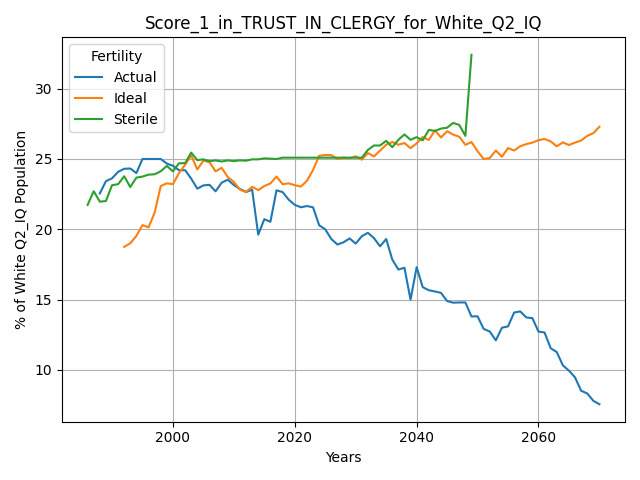 Score_1_in_TRUST_IN_CLERGY_for_White_Q2_IQ
Fertility
Actual
Ideal
Sterile
% of White Q2_IQ Population
30
25
20
15
10
2000
2020
2040
2060
Years